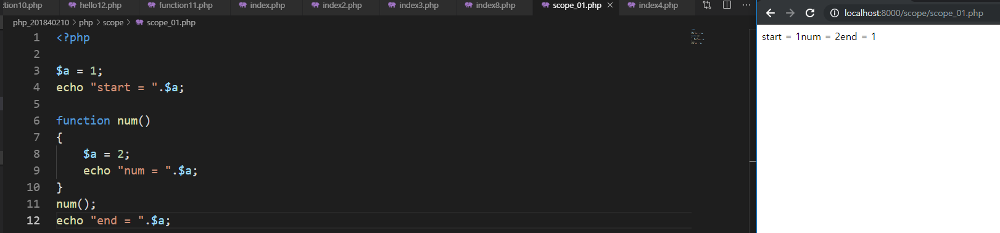 ction10.php hello12.php function11.php index.php index2.php index3.php index8.php scope_01.php × index4.php ...
php_201840210 > php > scope > scope_01.php
1 <?php
2
3 $a = 1;
4 echo "start = ".$a;
5
6 function num()
7 {
8 $a = 2;
9 echo "num = ".$a;
10 }
11 num();
12 echo "end = ".$a;
localhost:8000/scope/scope_01.php
start = 1num = 2end = 1